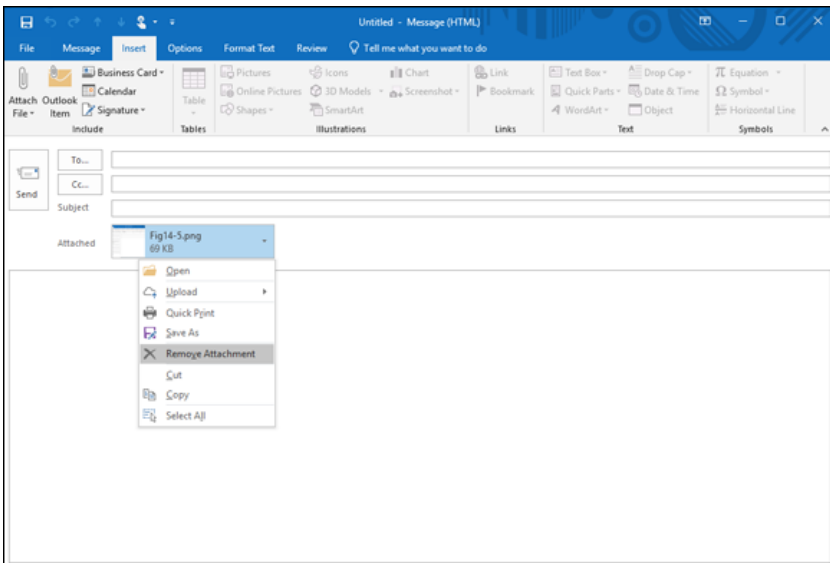 Untitled - Message (HTML)
File Message Insert Options Format Text Review Tell me what you want to do
Business Card Pictures Icons Chart Link Text Box Drop Cap Equation
Calendar Online Pictures 3D Models Screenshot Bookmark Quick Parts Date & Time Symbol
Attach File Outlook Item Signature Table Shapes SmartArt WordArt Object Horizontal Line
Include Tables Illustrations Links Text Symbols
To...
Cc...
Send
Subject
Attached Fig14-5.png
69 KB
Open
Upload
Quick Print
Save As
Remove Attachment
Cut
Copy
Select All